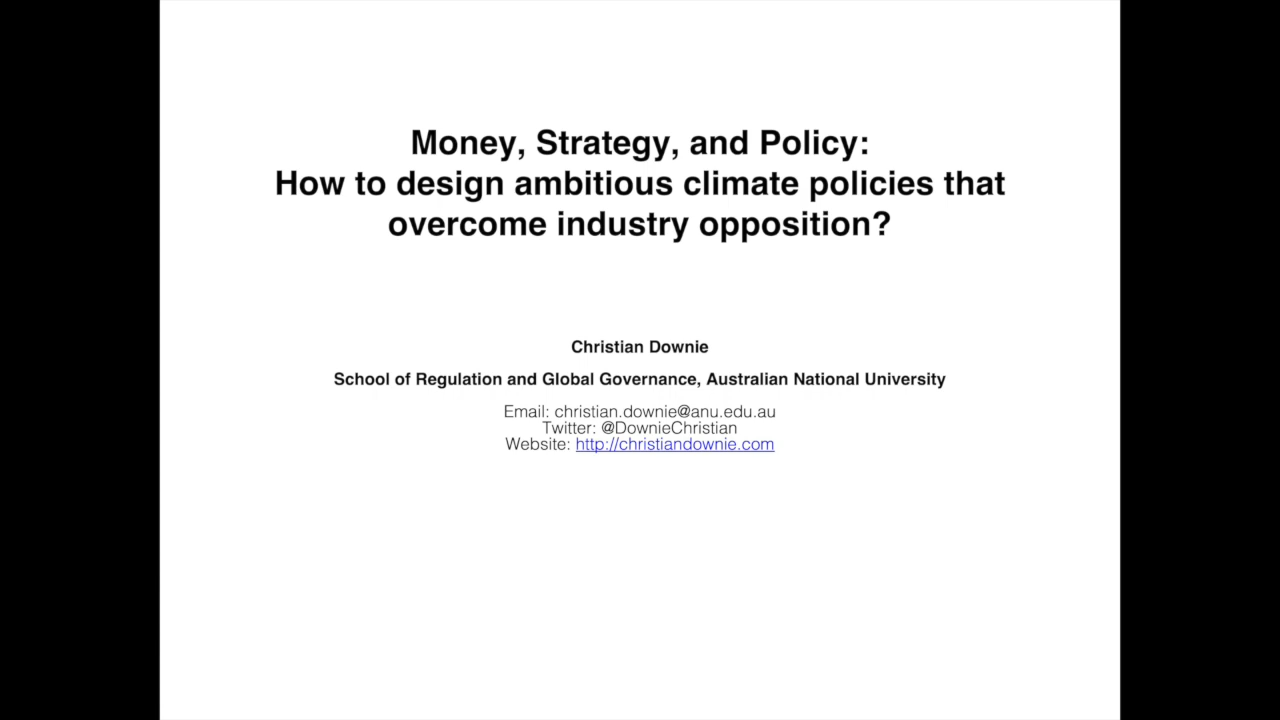 Money, Strategy, and Policy:
How to design ambitious climate policies that
overcome industry opposition?
Christian Downie
School of Regulation and Global Governance, Australian National University
Email: christian.downie@anu.edu.au
Twitter: @DownieChristian
Website: http://christiandownie.com